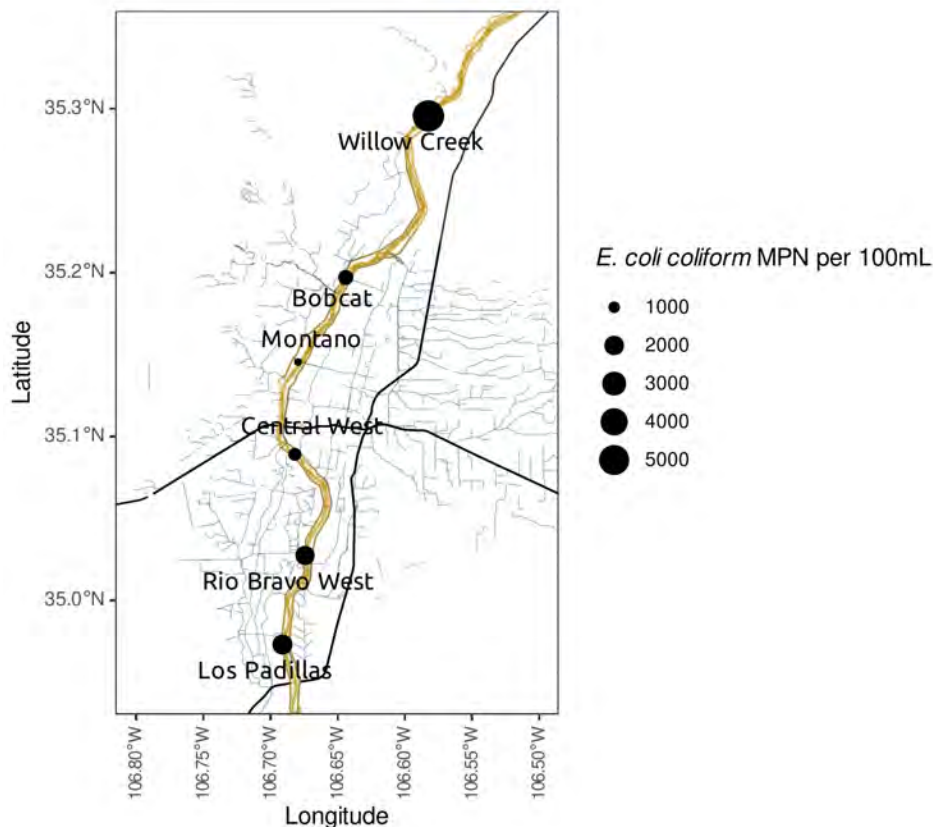 35.3°N
35.2°N
35.1°N
35.0°N
Latitude
Willow Creek
Bobcat
Montano
Central West
Rio Bravo West
Los Padillas
106.80°W
106.75°W
106.70°W
106.65°W
106.60°W
106.55°W
106.50°W
Longitude
E. coli coliform MPN per 100mL
1000
2000
3000
4000
5000